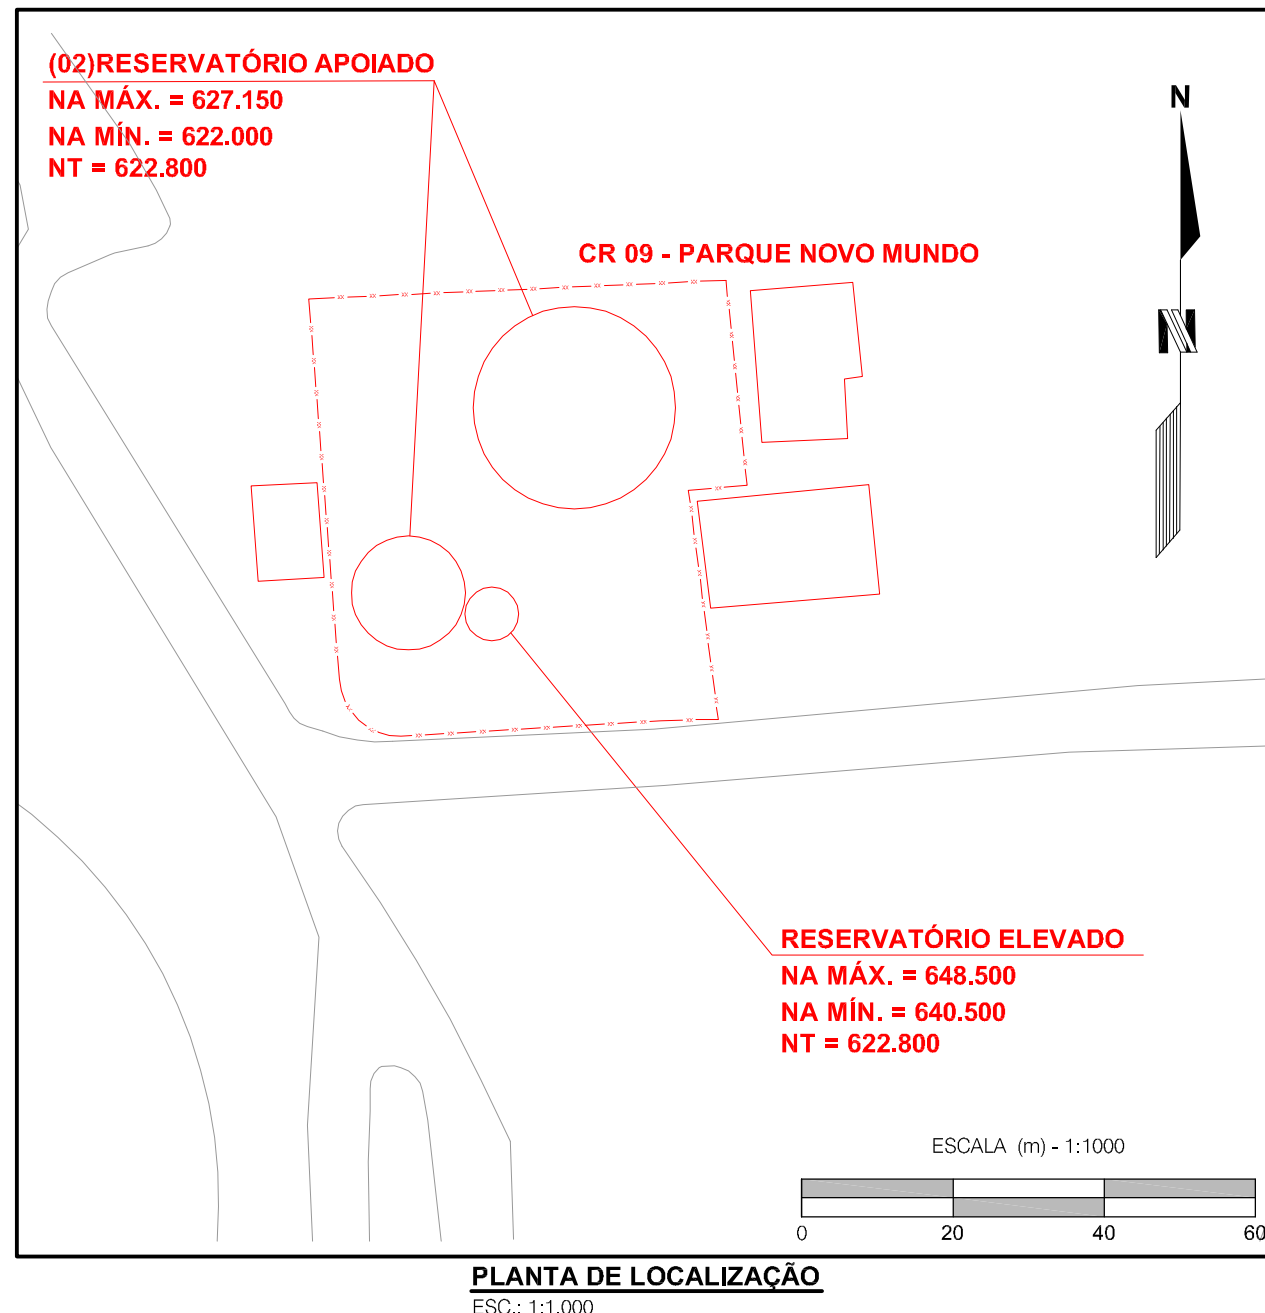 (02)RESERVATÓRIO APOIADO
NA MÁX. = 627.150
NA MÍN. = 622.000
NT = 622.800
N
CR 09 - PARQUE NOVO MUNDO
N
RESERVATÓRIO ELEVADO
NA MÁX. = 648.500
NA MÍN. = 640.500
NT = 622.800
ESCALA (m) - 1:1000
0 20 40 60
PLANTA DE LOCALIZAÇÃO
ESC.: 1:1.000